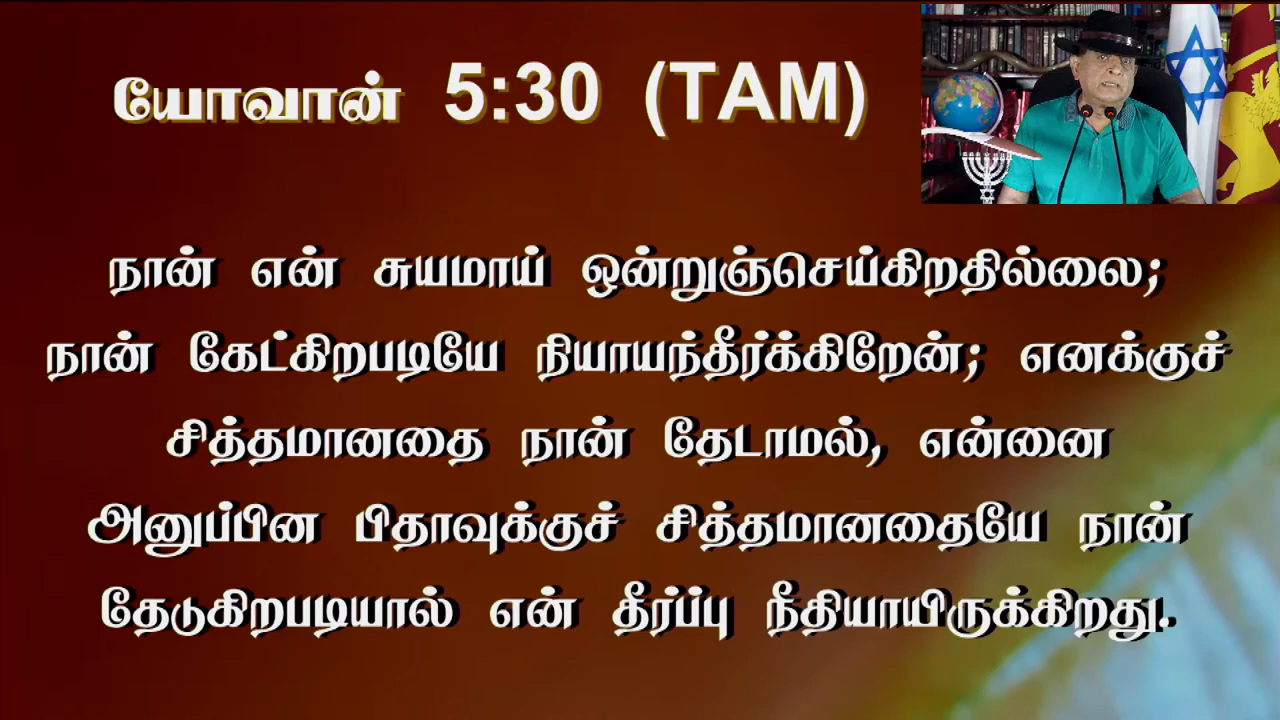 யோவான் 5:30 (TAM)
நான் என் சுயமாய் ஒன்றுஞ்செய்கிறதில்லை;
நான் கேட்கிறபடியே நியாயந்தீர்க்கிறேன்; எனக்குச்
சித்தமானதை நான் தேடாமல், என்னை
அனுப்பின பிதாவுக்குச் சித்தமானதையே நான்
தேடுகிறபடியால் என் தீர்ப்பு நீதியாயிருக்கிறது.